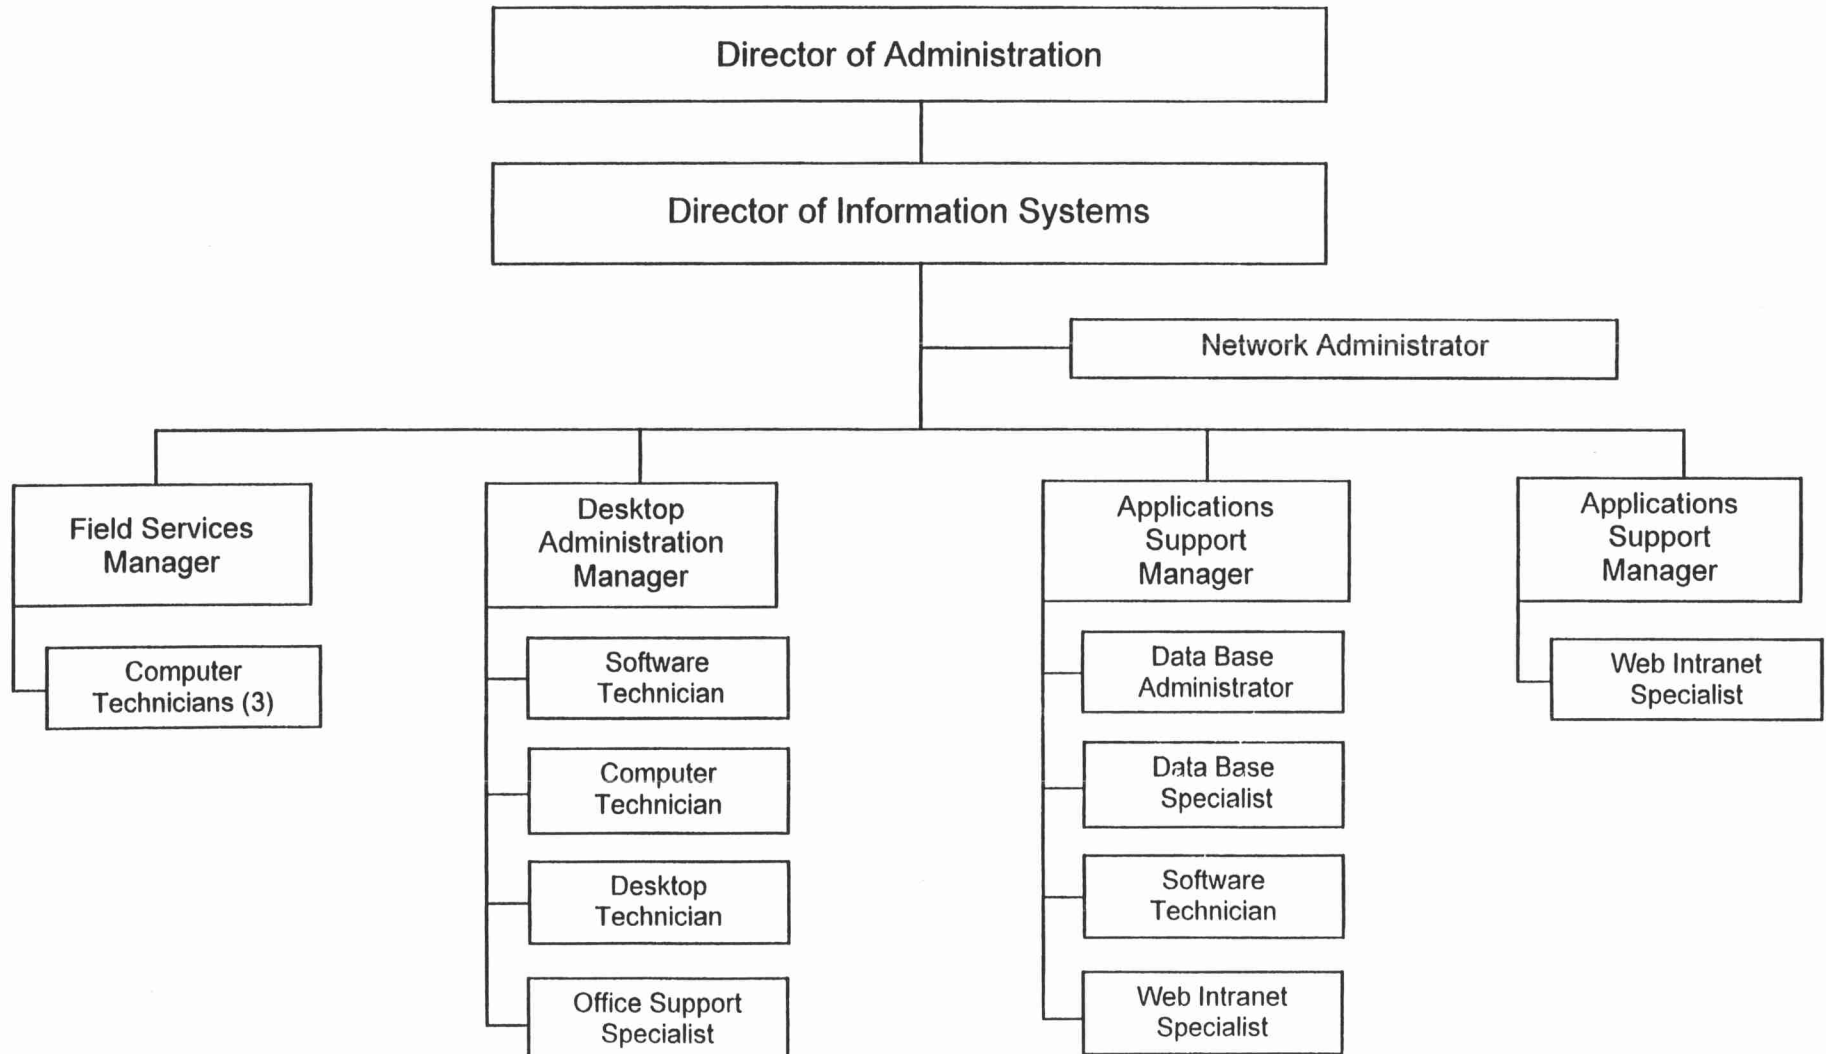 Director of Administration
Director of Information Systems
Network Administrator
Field Services
Manager
Computer
Technicians (3)
Desktop
Administration
Manager
Software
Technician
Computer
Technician
Desktop
Technician
Office Support
Specialist
Applications
Support
Manager
Data Base
Administrator
Data Base
Specialist
Software
Technician
Web Intranet
Specialist
Applications
Support
Manager
Web Intranet
Specialist